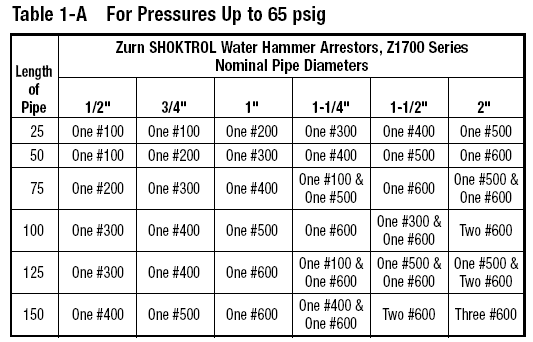 Table 1-A For Pressures Up to 65 psig
Length of Pipe
Zurn SHOKTROL Water Hammer Arrestors, Z1700 Series
Nominal Pipe Diameters
1/2" 3/4" 1" 1-1/4" 1-1/2" 2"
25 One #100 One #100 One #200 One #300 One #400 One #500
50 One #100 One #200 One #300 One #400 One #500 One #600
75 One #200 One #300 One #400 One #100 & One #500 One #600 One #500 & One #600
100 One #300 One #400 One #500 One #600 One #300 & One #600 Two #600
125 One #300 One #400 One #600 One #100 & One #600 One #500 & One #600 One #500 & Two #600
150 One #400 One #500 One #600 One #400 & One #600 Two #600 Three #600